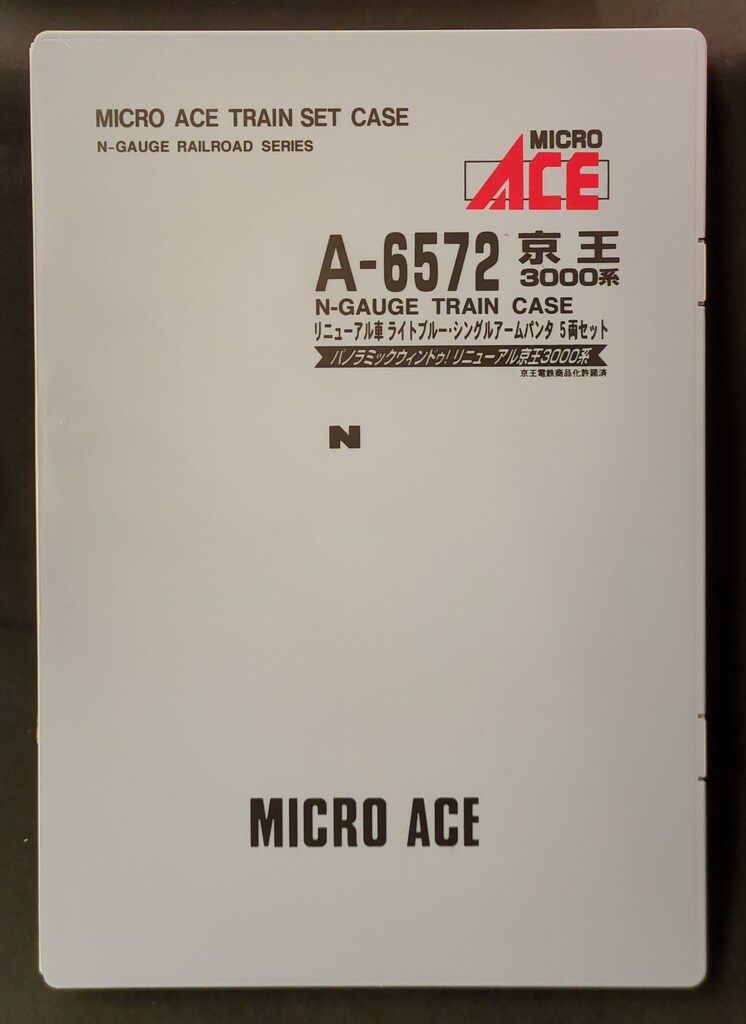 MICRO ACE TRAIN SET CASE
N-GAUGE RAILROAD SERIES
MICRO
ACE
A-6572 京王
3000系
N-GAUGE TRAIN CASE
リニューアル車 ライトブルー・シングルアームパンタ 5両セット
パノラミックウィンドゥ! リニューアル京王3000系
京王電鉄商品化許諾済
N
MICRO ACE